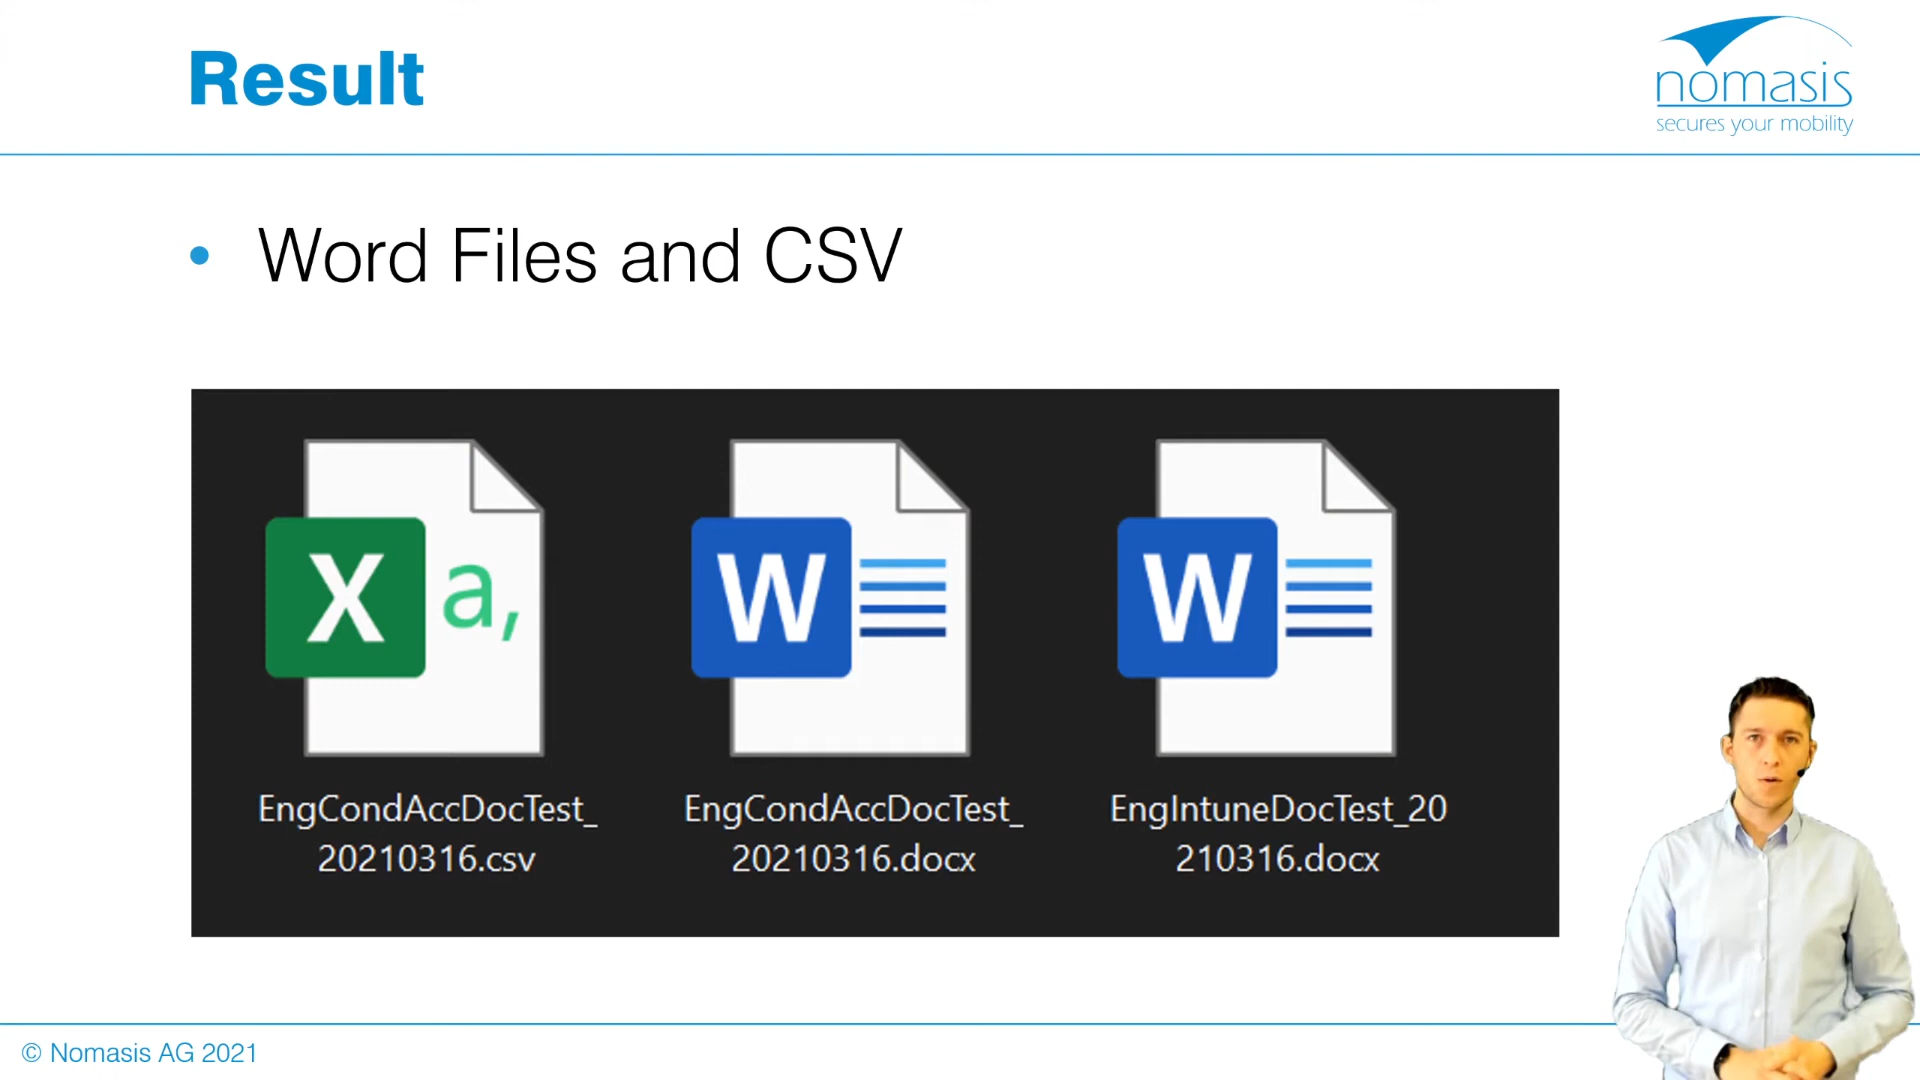 Result
nomasis
secures your mobility
• Word Files and CSV
X a,
W
W
EngCondAccDocTest_
20210316.csv
EngCondAccDocTest_
20210316.docx
EngIntuneDocTest_20
210316.docx
© Nomasis AG 2021